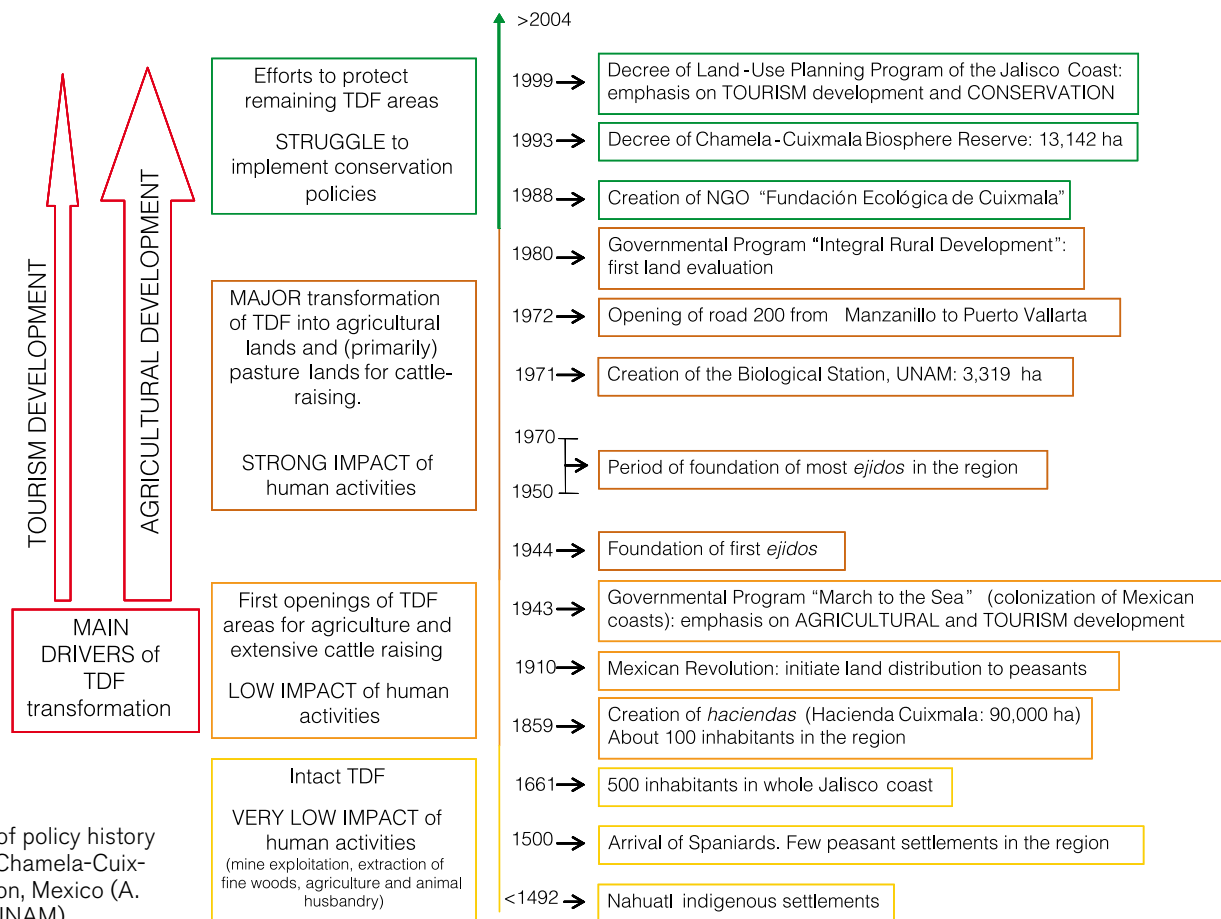 >2004
Efforts to protect
remaining TDF areas
STRUGGLE to
implement conservation
policies
1999
Decree of Land-Use Planning Program of the Jalisco Coast:
emphasis on TOURISM development and CONSERVATION
1993
Decree of Chamela-Cuixmala Biosphere Reserve: 13,142 ha
1988
Creation of NGO “Fundación Ecológica de Cuixmala”
1980
Governmental Program “Integral Rural Development”:
first land evaluation
TOURISM DEVELOPMENT
AGRICULTURAL DEVELOPMENT
MAJOR transformation
of TDF into agricultural
lands and (primarily)
pasture lands for cattle-
raising.
STRONG IMPACT of
human activities
1972
Opening of road 200 from Manzanillo to Puerto Vallarta
1971
Creation of the Biological Station, UNAM: 3,319 ha
1970
1950
Period of foundation of most ejidos in the region
1944
Foundation of first ejidos
MAIN
DRIVERS of
TDF
transformation
First openings of TDF
areas for agriculture and
extensive cattle raising
LOW IMPACT of human
activities
1943
Governmental Program “March to the Sea” (colonization of Mexican
coasts): emphasis on AGRICULTURAL and TOURISM development
1910
Mexican Revolution: initiate land distribution to peasants
1859
Creation of haciendas (Hacienda Cuixmala: 90,000 ha)
About 100 inhabitants in the region
Intact TDF
VERY LOW IMPACT of
human activities
(mine exploitation, extraction of
fine woods, agriculture and animal
husbandry)
1661
500 inhabitants in whole Jalisco coast
1500
Arrival of Spaniards. Few peasant settlements in the region
<1492
Nahuatl indigenous settlements
of policy history
Chamela-Cuix-
on, Mexico (A.